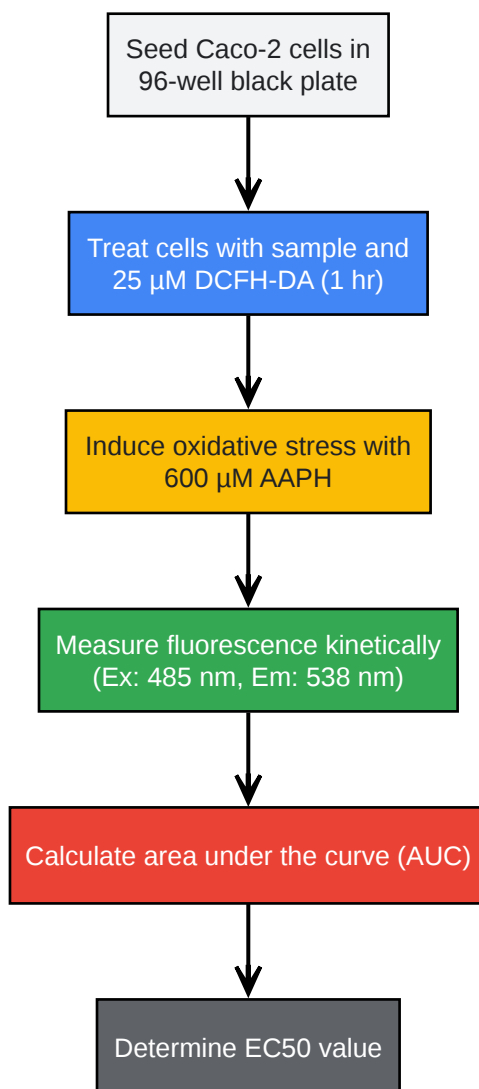 Seed Caco-2 cells in
96-well black plate
Treat cells with sample and
25 µM DCFH-DA (1 hr)
Induce oxidative stress with
600 µM AAPH
Measure fluorescence kinetically
(Ex: 485 nm, Em: 538 nm)
Calculate area under the curve (AUC)
Determine EC50 value